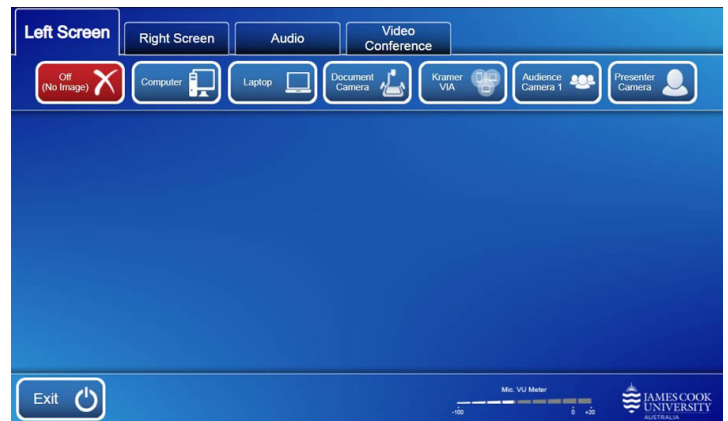 Left Screen
Right Screen
Audio
Video
Conference
Off
(No Image)
Computer
Laptop
Document
Camera
Kramer
VIA
Audience
Camera 1
Presenter
Camera
Exit
Mic. VU Meter
-100
0
+20
JAMES COOK
UNIVERSITY
AUSTRALIA